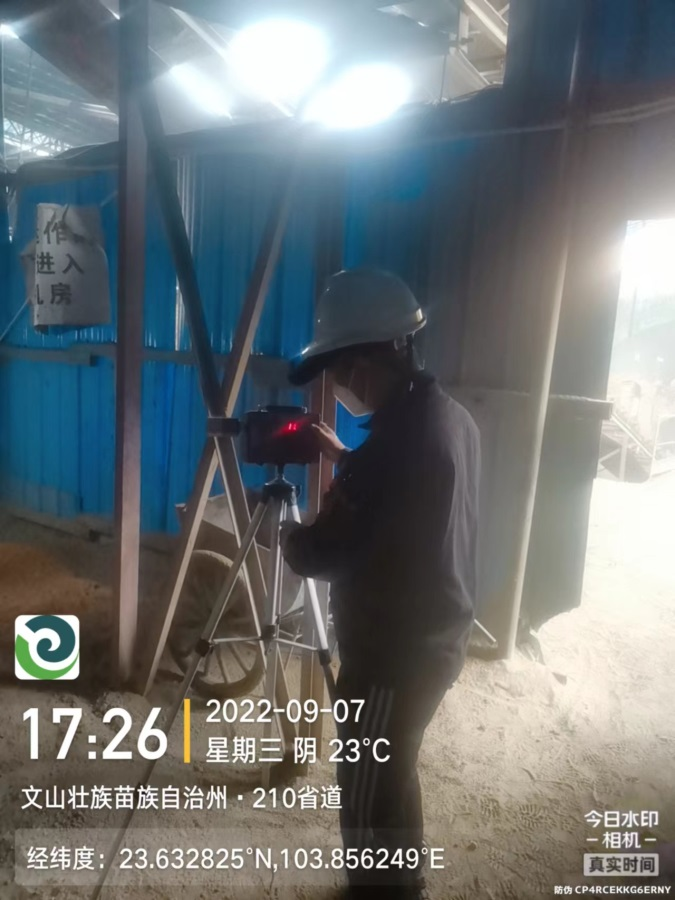 作
进入
机房
17:26
2022-09-07
星期三 阴 23°C
文山壮族苗族自治州·210省道
经纬度：23.632825°N,103.856249°E
今日水印
-相机-
真实时间
防伪 CP4RCEKKG6ERNY